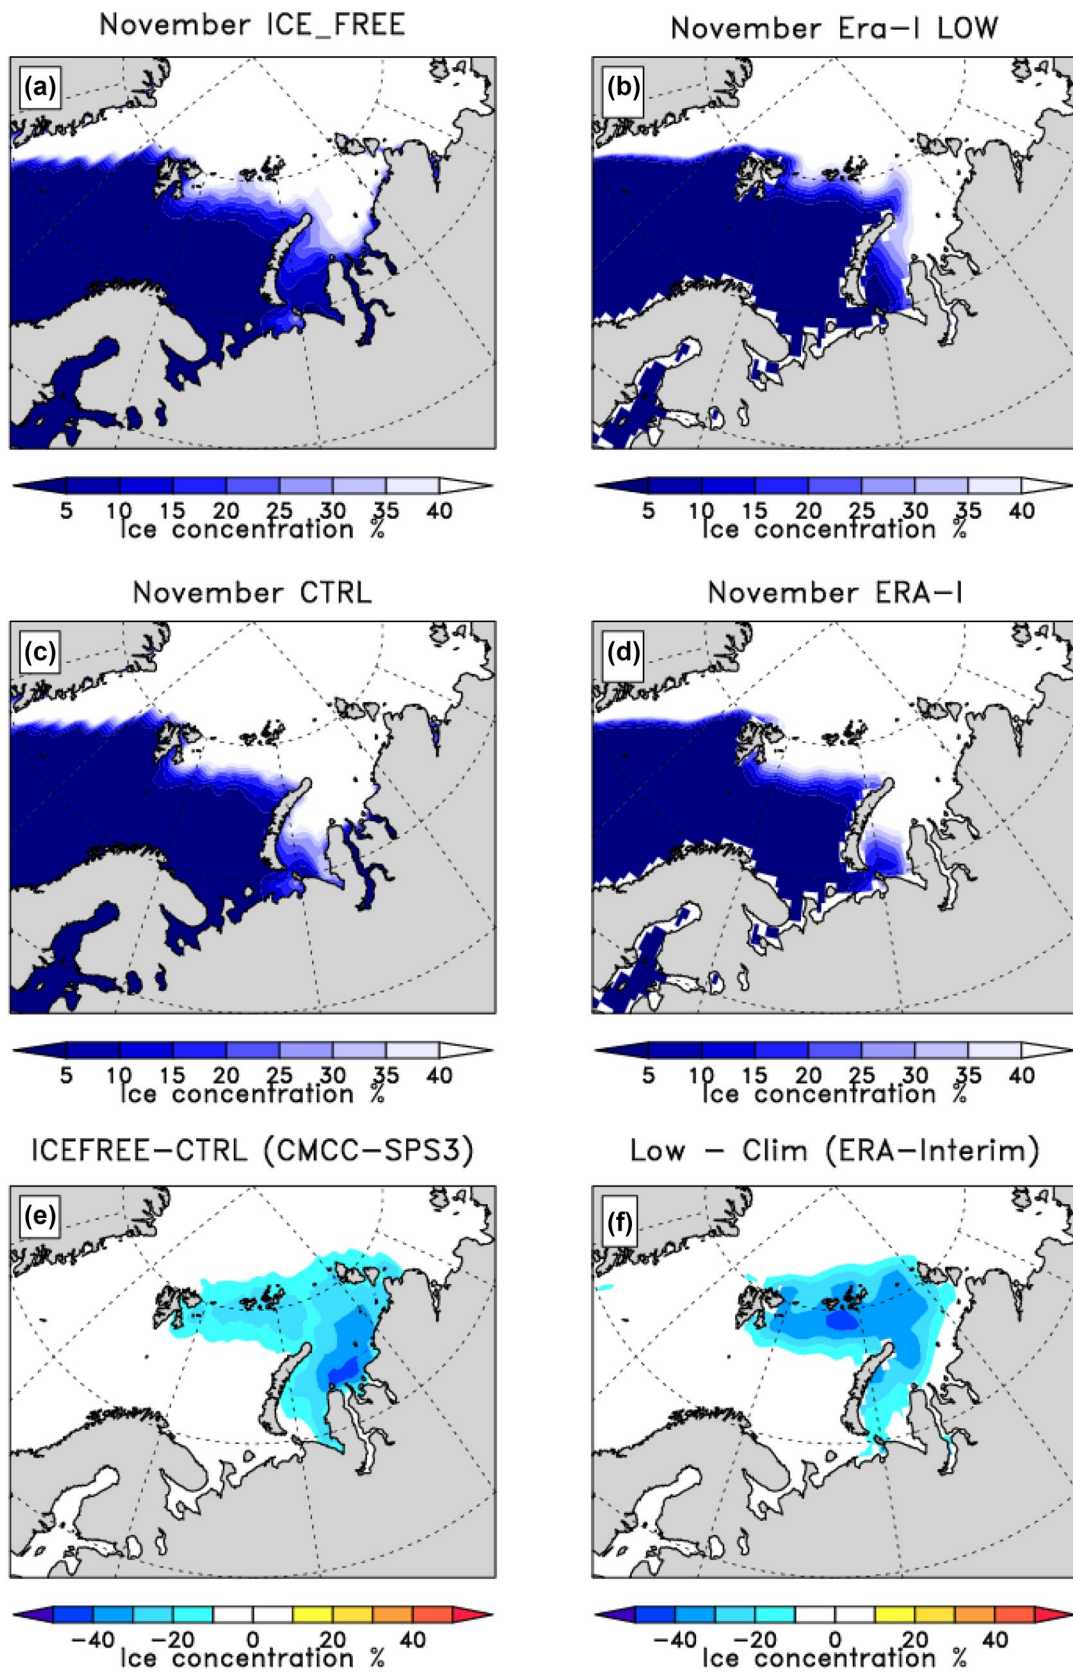 November ICE_FREE
November Era-I LOW
(a)
(b)
5 10 15 20 25 35 40
Ice concentration %
5 10 15 20 25 30 35 40
Ice concentration %
November CTRL
November ERA-I
(c)
(d)
5 10 15 20 25 30 35 40
Ice concentration %
5 10 15 20 25 30 35 40
Ice concentration %
ICEFREE-CTRL (CMCC-SPS3)
Low - Clim (ERA-Interim)
(e)
(f)
-40 -20 0 20 40
Ice concentration %
-40 -20 0 20 40
Ice concentration %